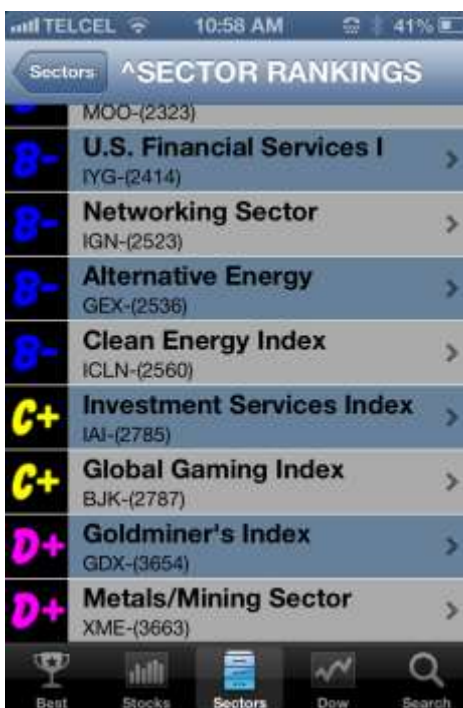 TELCEL 10:58 AM 41%
Sectors ^SECTOR RANKINGS
MOO-(2323)
B- U.S. Financial Services I
IYG-(2414)
B- Networking Sector
IGN-(2523)
B- Alternative Energy
GEX-(2536)
B- Clean Energy Index
ICLN-(2560)
C+ Investment Services Index
IAI-(2785)
C+ Global Gaming Index
BJK-(2787)
D+ Goldminer's Index
GDX-(3654)
D+ Metals/Mining Sector
XME-(3663)
Best Stocks Sectors Dow Search